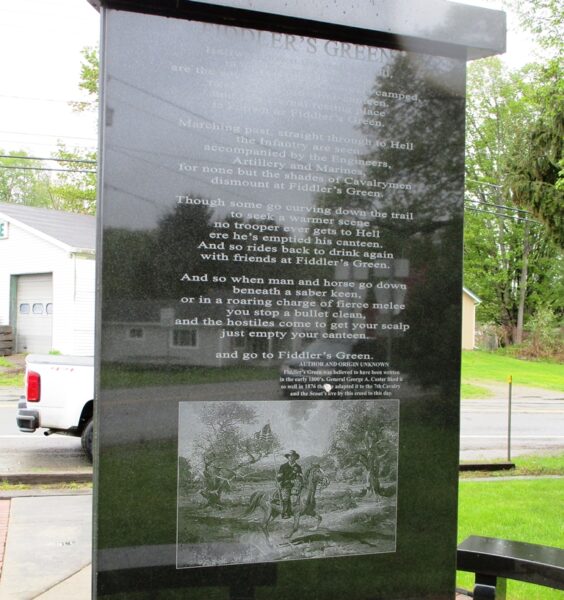 FIDDLER'S GREEN
are the
camped,
Green.
place
Fiddler's Green.
Marching past, straight through to Hell
the Infantry are seen
accompanied by the Engineers,
Artillery and Marines,
for none but the shades of Cavalrymen
dismount at Fiddler's Green.
Though some go curving down the trail
to seek a warmer scene
no trooper ever gets to Hell
ere he's emptied his canteen.
And so rides back to drink again
with friends at Fiddler's Green.
And so when man and horse go down
beneath a saber keen,
or in a roaring charge of fierce melee
you stop a bullet clean,
and the hostiles come to get your scalp
just empty your canteen,
and go to Fiddler's Green.
AUTHOR AND ORIGIN UNKNOWN
Fiddler's Green was believed to have been written
in the early 1800's. General George A. Custer liked it
so well in 1876 that he adapted it to the 7th Cavalry
and the Scout's live by this creed to this day.